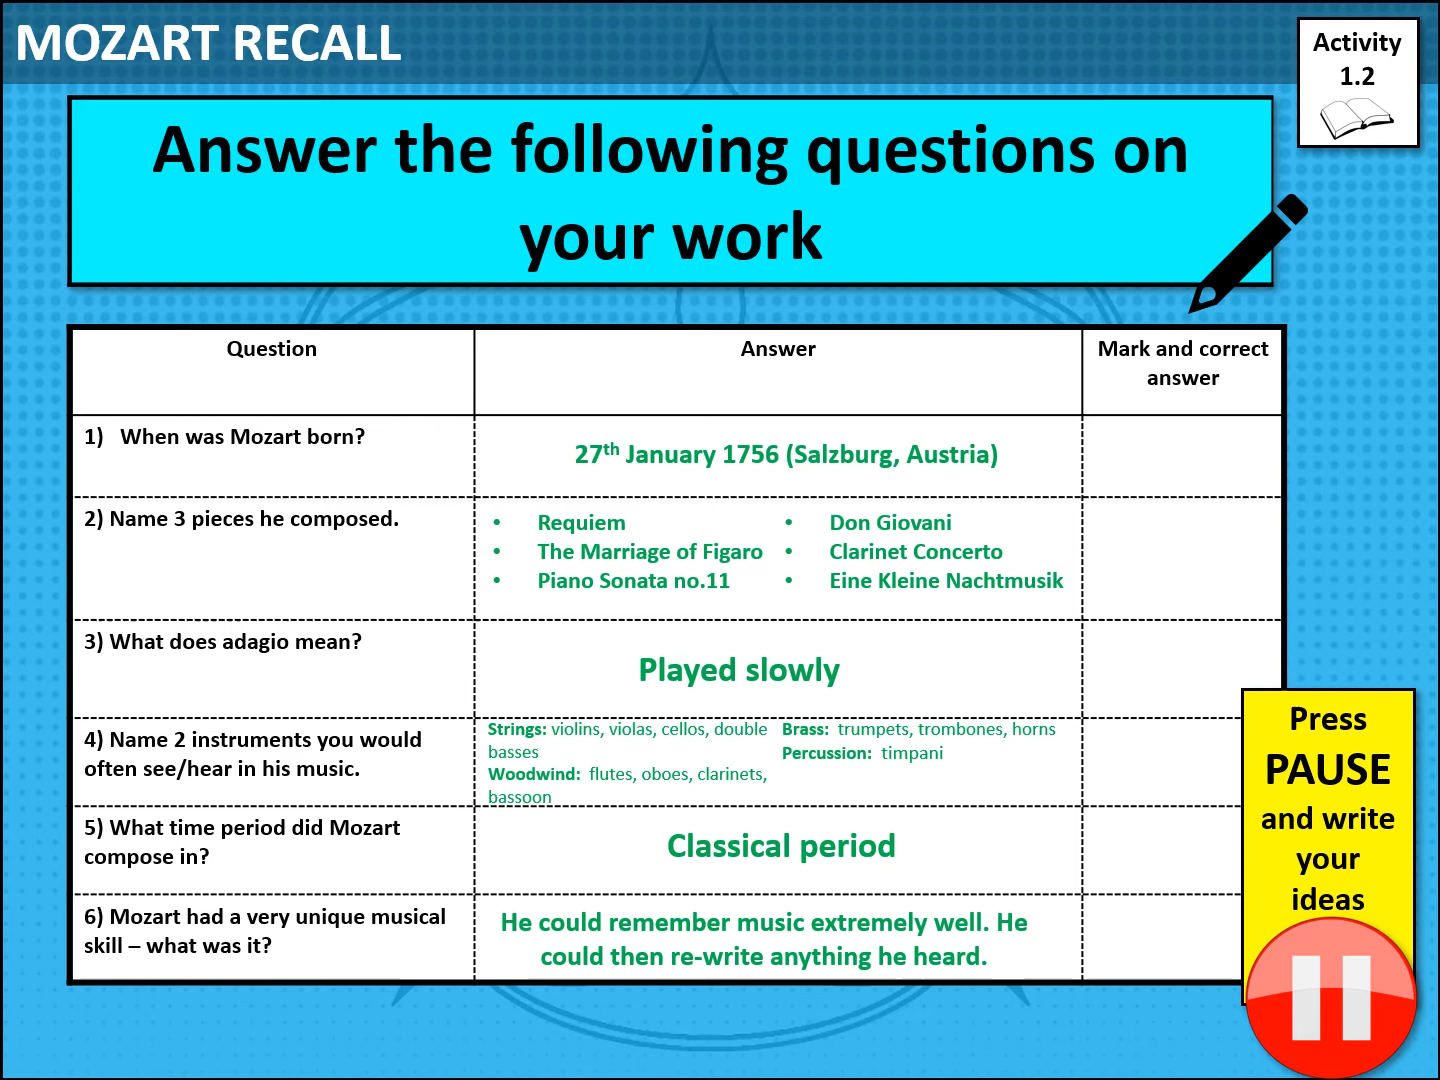 MOZART RECALL
Activity
1.2
Answer the following questions on
your work
Question
Answer
Mark and correct
answer
1) When was Mozart born?
27th January 1756 (Salzburg, Austria)
2) Name 3 pieces he composed.
• Requiem
• The Marriage of Figaro
• Piano Sonata no.11
• Don Giovani
• Clarinet Concerto
• Eine Kleine Nachtmusik
3) What does adagio mean?
Played slowly
4) Name 2 instruments you would
often see/hear in his music.
Strings: violins, violas, cellos, double
basses
Woodwind: flutes, oboes, clarinets,
bassoon
Brass: trumpets, trombones, horns
Percussion: timpani
5) What time period did Mozart
compose in?
Classical period
6) Mozart had a very unique musical
skill – what was it?
He could remember music extremely well. He
could then re-write anything he heard.
Press
PAUSE
and write
your
ideas